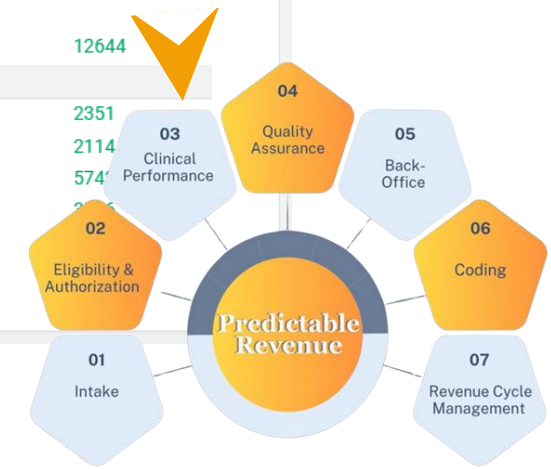 12644
2351
2114
04
Quality
Assurance
03
Clinical
Performance
05
Back-
Office
02
Eligibility &
Authorization
06
Coding
Predictable
Revenue
01
Intake
07
Revenue Cycle
Management